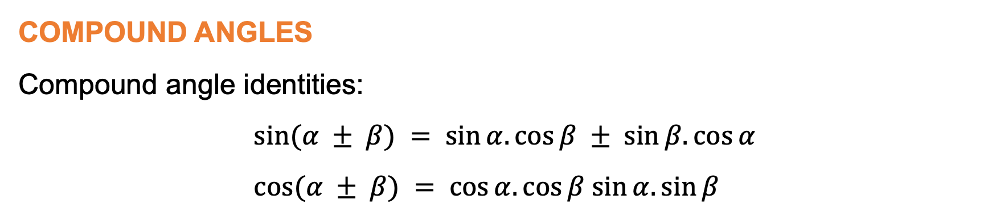 COMPOUND ANGLES
Compound angle identities:
sin(α ± β) = sin α. cos β ± sin β. cos α
cos(α ± β) = cos α. cos β sin α. sin β